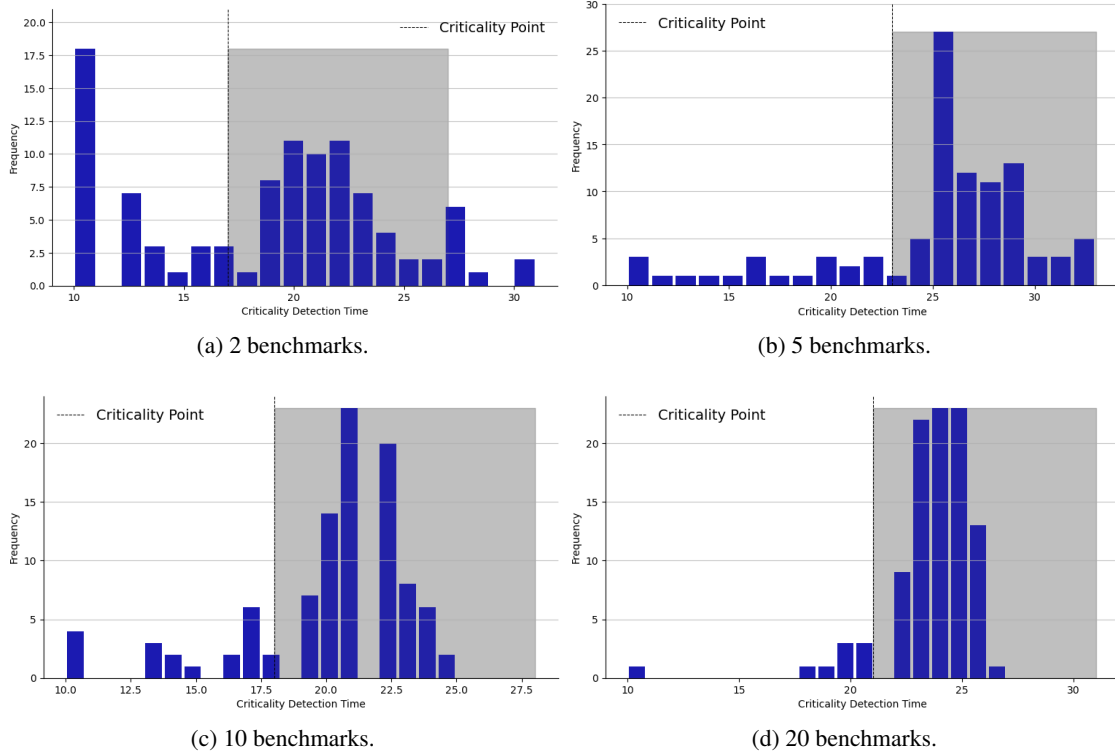 Criticality Point
20.0
17.5
15.0
12.5
10.0
7.5
5.0
2.5
0.0
Frequency
10 15 20 25 30
Criticality Detection Time
(a) 2 benchmarks.
Criticality Point
30
25
20
15
10
5
0
Frequency
10 15 20 25 30
Criticality Detection Time
(b) 5 benchmarks.
Criticality Point
20
15
10
5
0
Frequency
10.0 12.5 15.0 17.5 20.0 22.5 25.0 27.5
Criticality Detection Time
(c) 10 benchmarks.
Criticality Point
20
15
10
5
0
Frequency
10 15 20 25 30
Criticality Detection Time
(d) 20 benchmarks.